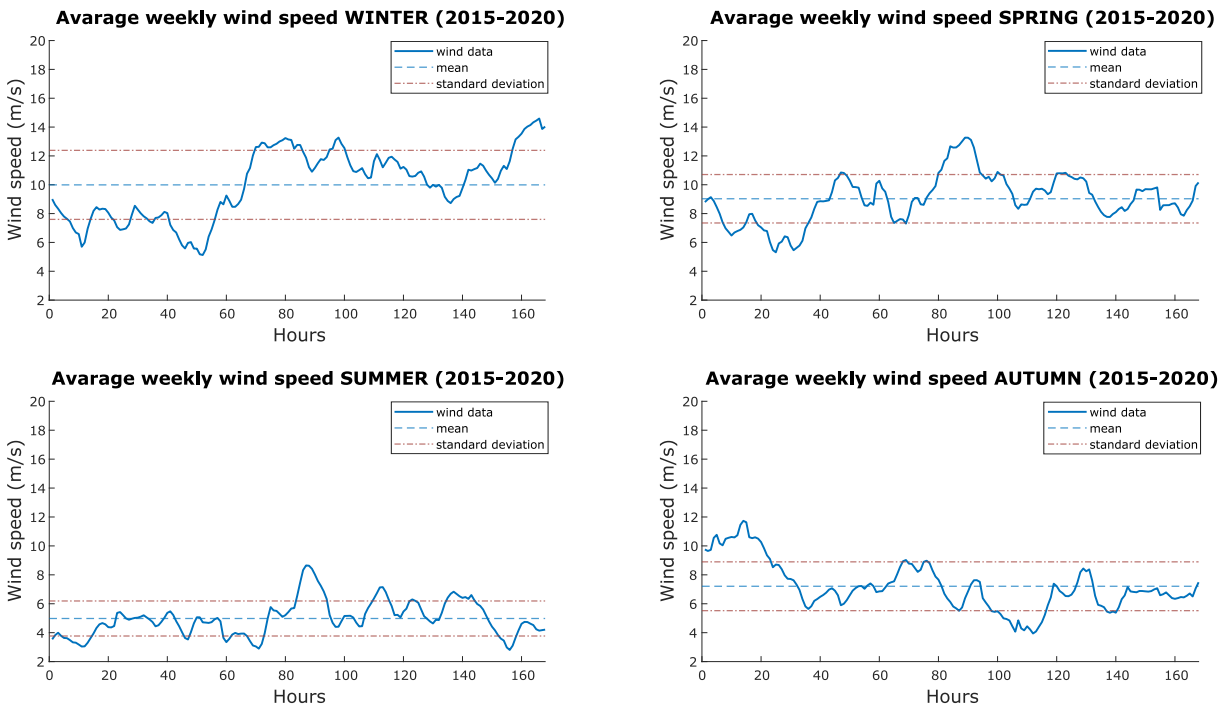 Avarage weekly wind speed WINTER (2015-2020)
20
18
16
14
12
10
8
6
4
2
Wind speed (m/s)
0 20 40 60 80 100 120 140 160
Hours
wind data
mean
standard deviation
Avarage weekly wind speed SPRING (2015-2020)
20
18
16
14
12
10
8
6
4
2
Wind speed (m/s)
0 20 40 60 80 100 120 140 160
Hours
wind data
mean
standard deviation
Avarage weekly wind speed SUMMER (2015-2020)
20
18
16
14
12
10
8
6
4
2
Wind speed (m/s)
0 20 40 60 80 100 120 140 160
Hours
wind data
mean
standard deviation
Avarage weekly wind speed AUTUMN (2015-2020)
20
18
16
14
12
10
8
6
4
2
Wind speed (m/s)
0 20 40 60 80 100 120 140 160
Hours
wind data
mean
standard deviation